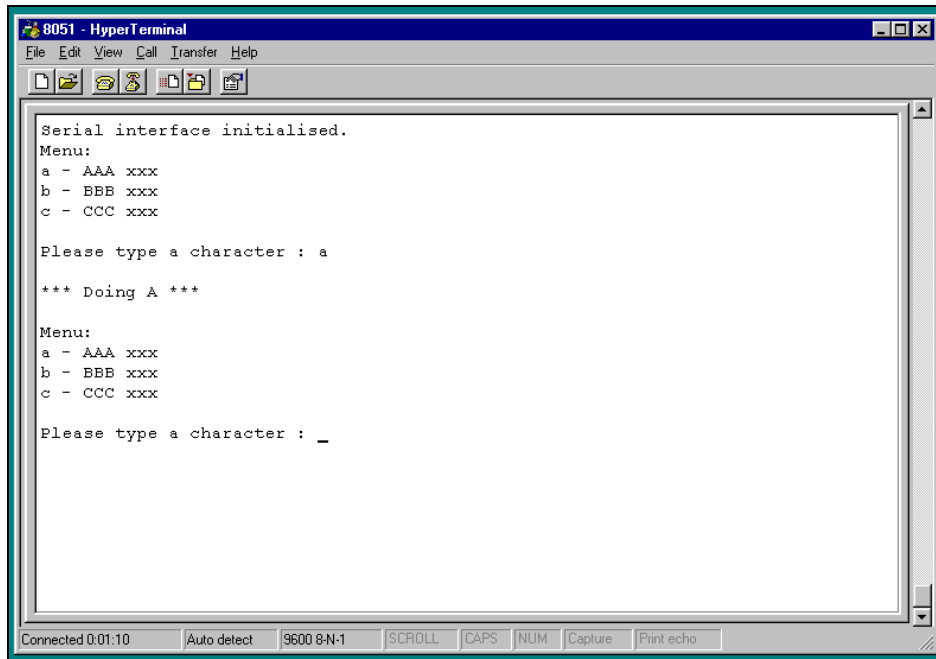 8051 - HyperTerminal
File Edit View Call Transfer Help
Serial interface initialised.
Menu:
a - AAA xxx
b - BBB xxx
c - CCC xxx
Please type a character : a
*** Doing A ***
Menu:
a - AAA xxx
b - BBB xxx
c - CCC xxx
Please type a character : _
Connected 0:01:10 Auto detect 9600 8-N-1 SCROLL CAPS NUM Capture Print echo